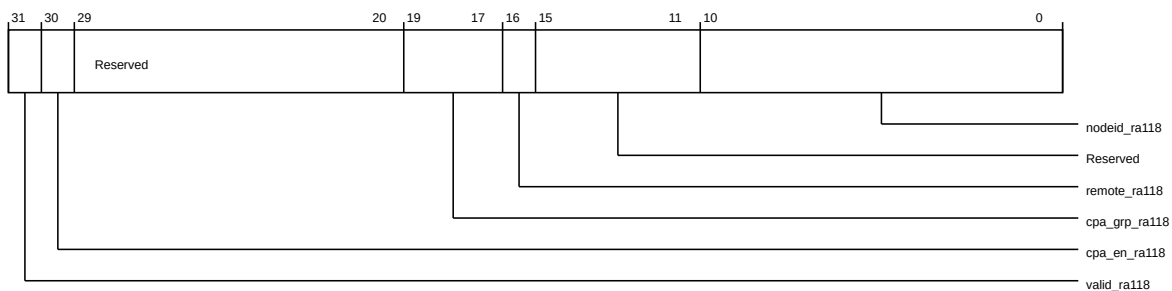 31 30 29 20 19 17 16 15 11 10 0
Reserved
nodeid_ra118
Reserved
remote_ra118
cpa_grp_ra118
cpa_en_ra118
valid_ra118